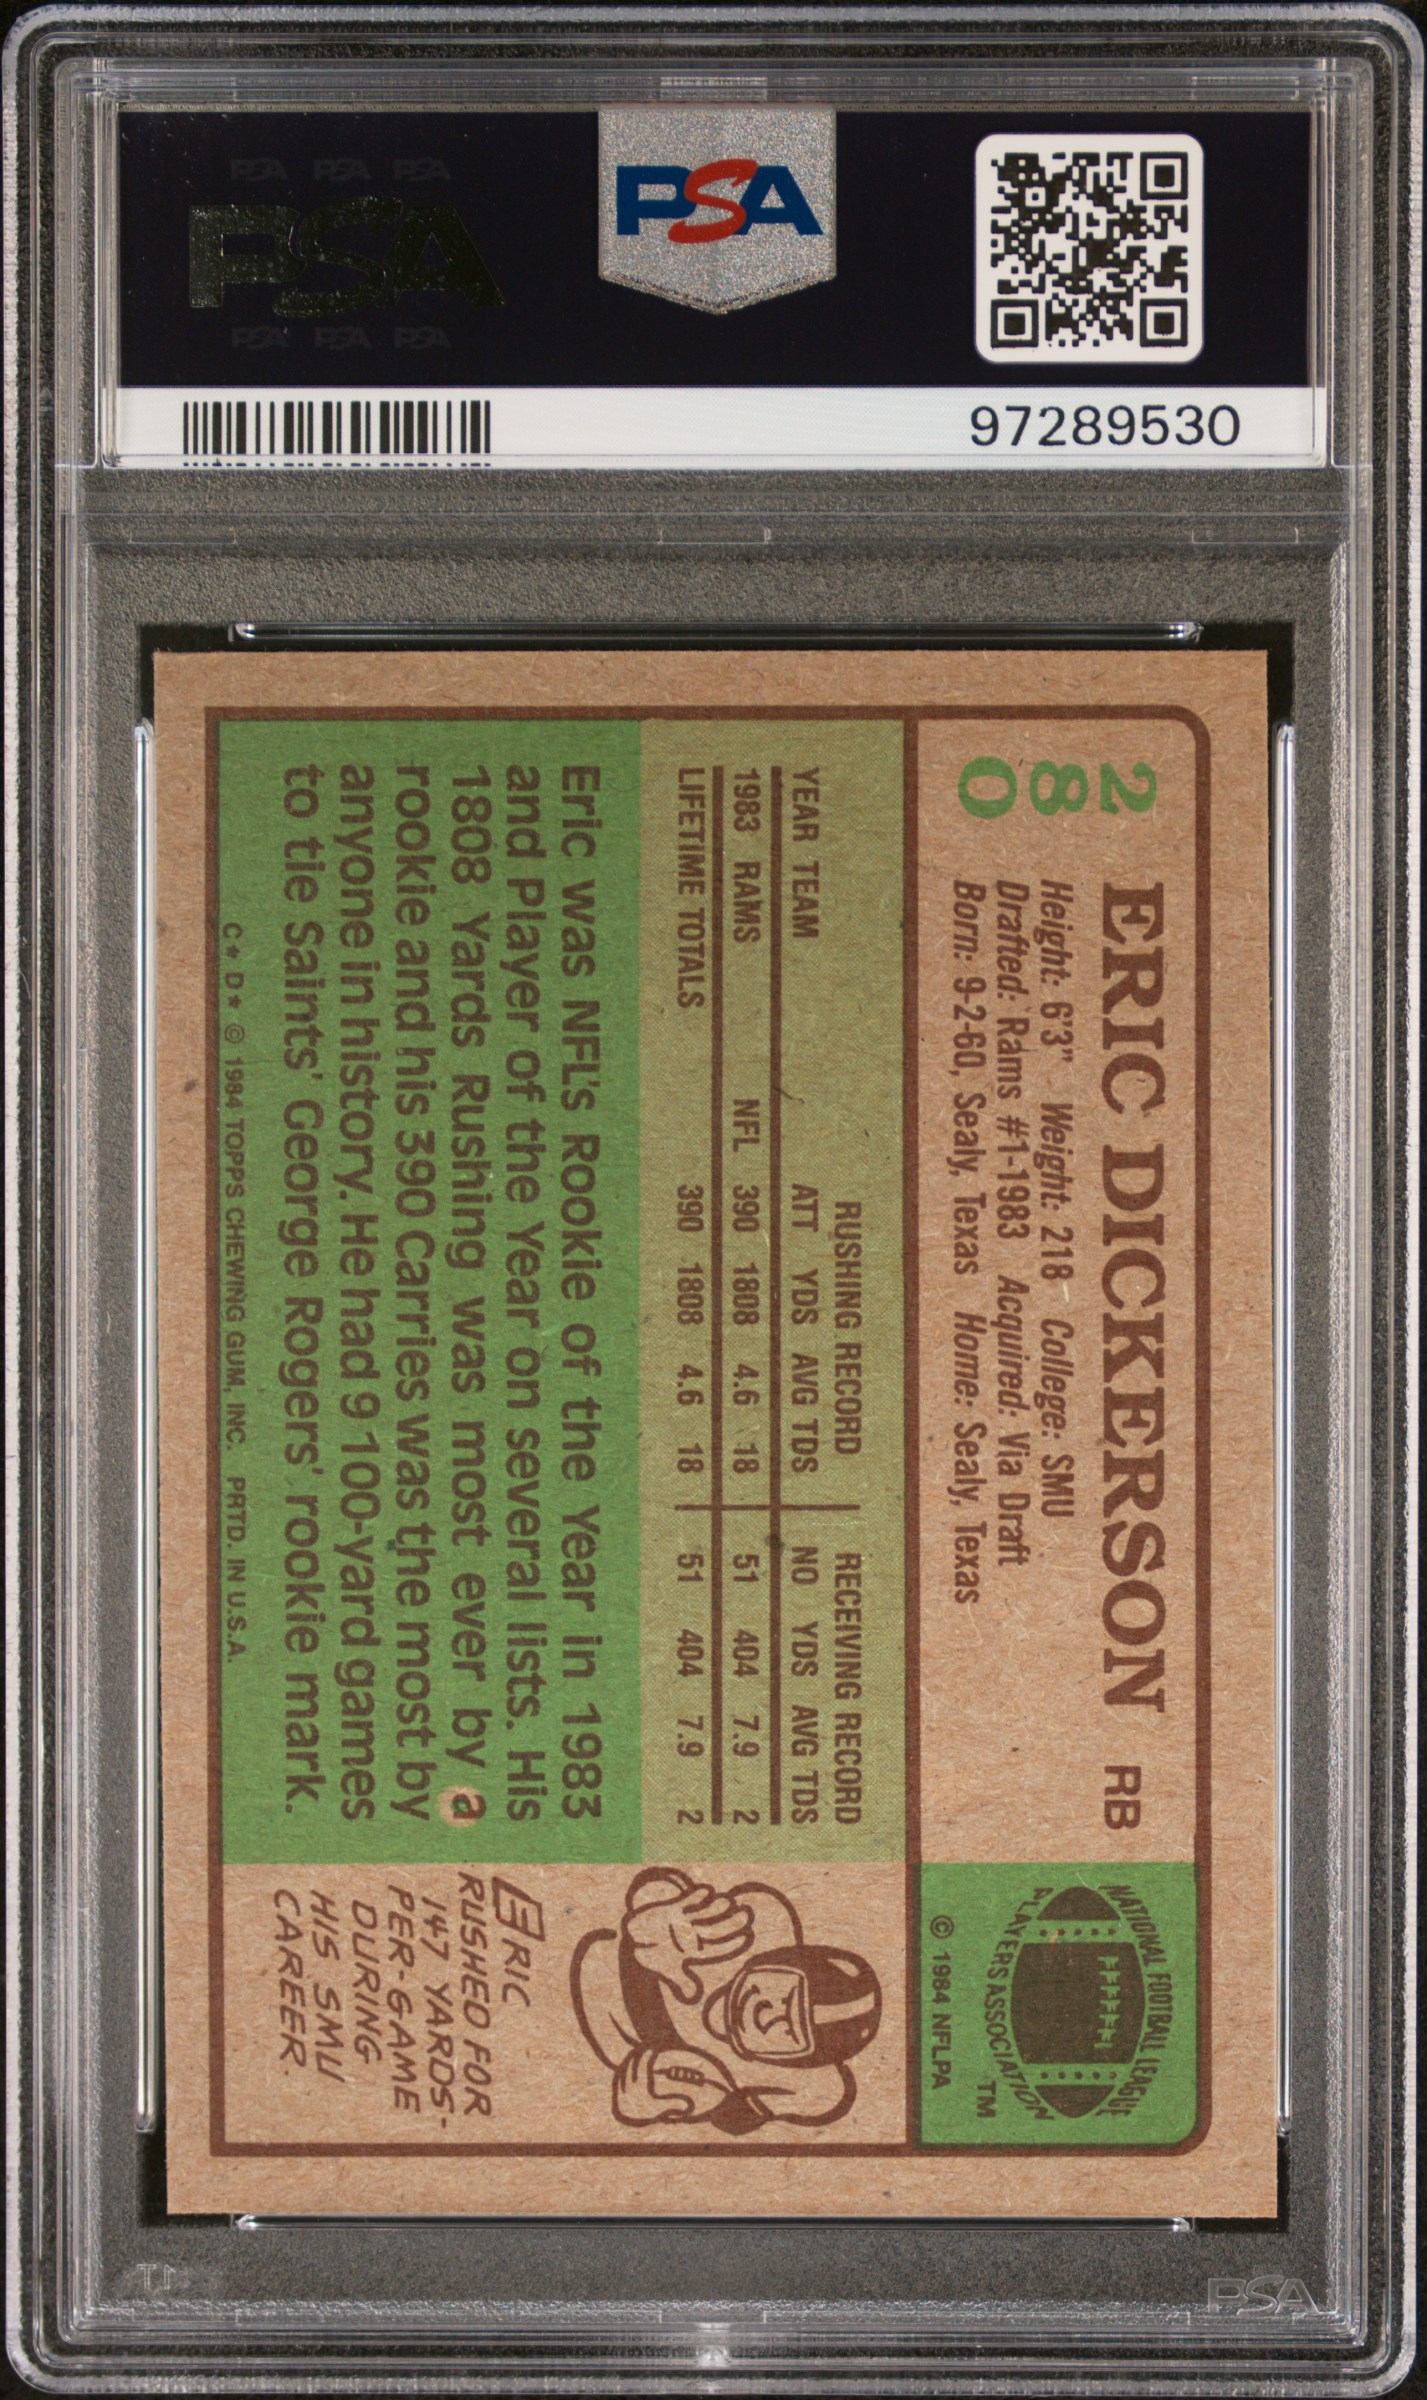 PSA PSA PSA
PSA
PSA PSA PSA
PSA
97289530
280
ERIC DICKERSON RB
Height: 6'3" Weight: 218 College: SMU
Drafted: Rams #1-1983 Acquired: Via Draft
Born: 9-2-60, Sealy, Texas Home: Sealy, Texas
NATIONAL FOOTBALL LEAGUE
PLAYERS ASSOCIATION TM
© 1984 NFLPA
RUSHING RECORD RECEIVING RECORD
YEAR TEAM ATT YDS AVG TDS NO YDS AVG TDS
1983 RAMS NFL 390 1808 4.6 18 51 404 7.9 2
LIFETIME TOTALS 390 1808 4.6 18 51 404 7.9 2
Eric was NFL's Rookie of the Year in 1983
and Player of the Year on several lists. His
1808 Yards Rushing was most ever by a
rookie and his 390 Carries was the most by
anyone in history. He had 9 100-yard games
to tie Saints' George Rogers' rookie mark.
C* D* © 1984 TOPPS CHEWING GUM, INC. PRTD. IN U.S.A.
ERIC
RUSHED FOR
147 YARDS-
PER-GAME
DURING
HIS SMU
CAREER.
PSA